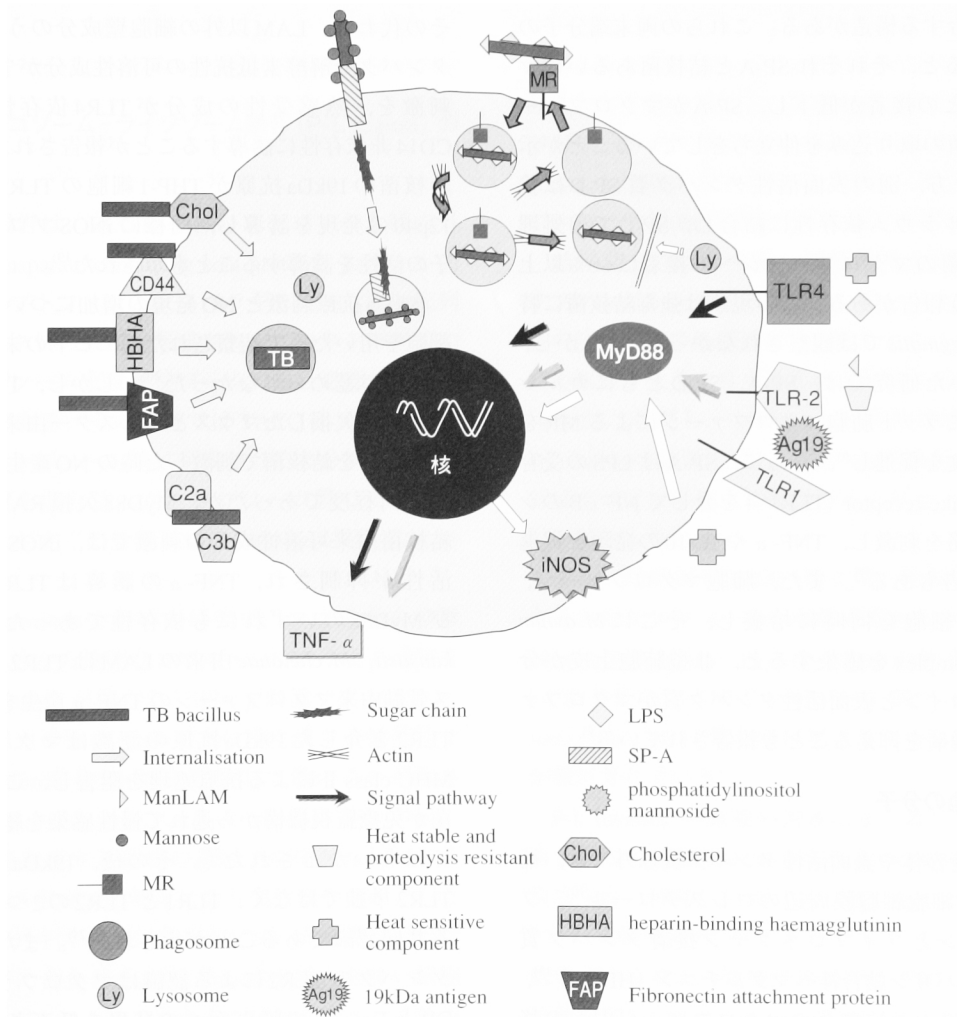 MR
Chol
CD44
Ly
Ly
HBHA
TB
FAP
TLR4
MyD88
TLR-2
Ag19
TLR1
核
C2a
C3b
iNOS
TNF- α
TB bacillus
Internalisation
ManLAM
Mannose
MR
Phagosome
Ly
Lysosome
Sugar chain
Actin
Signal pathway
Heat stable and
proteolysis resistant
component
Heat sensitive
component
Ag19
19kDa antigen
LPS
SP-A
phosphatidylinositol
mannoside
Chol
Cholesterol
HBHA
heparin-binding haemagglutinin
FAP
Fibronectin attachment protein